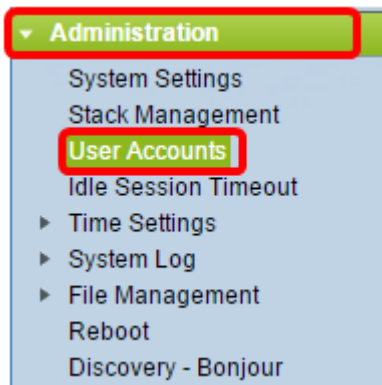 Administration
System Settings
Stack Management
User Accounts
Idle Session Timeout
Time Settings
System Log
File Management
Reboot
Discovery - Bonjour